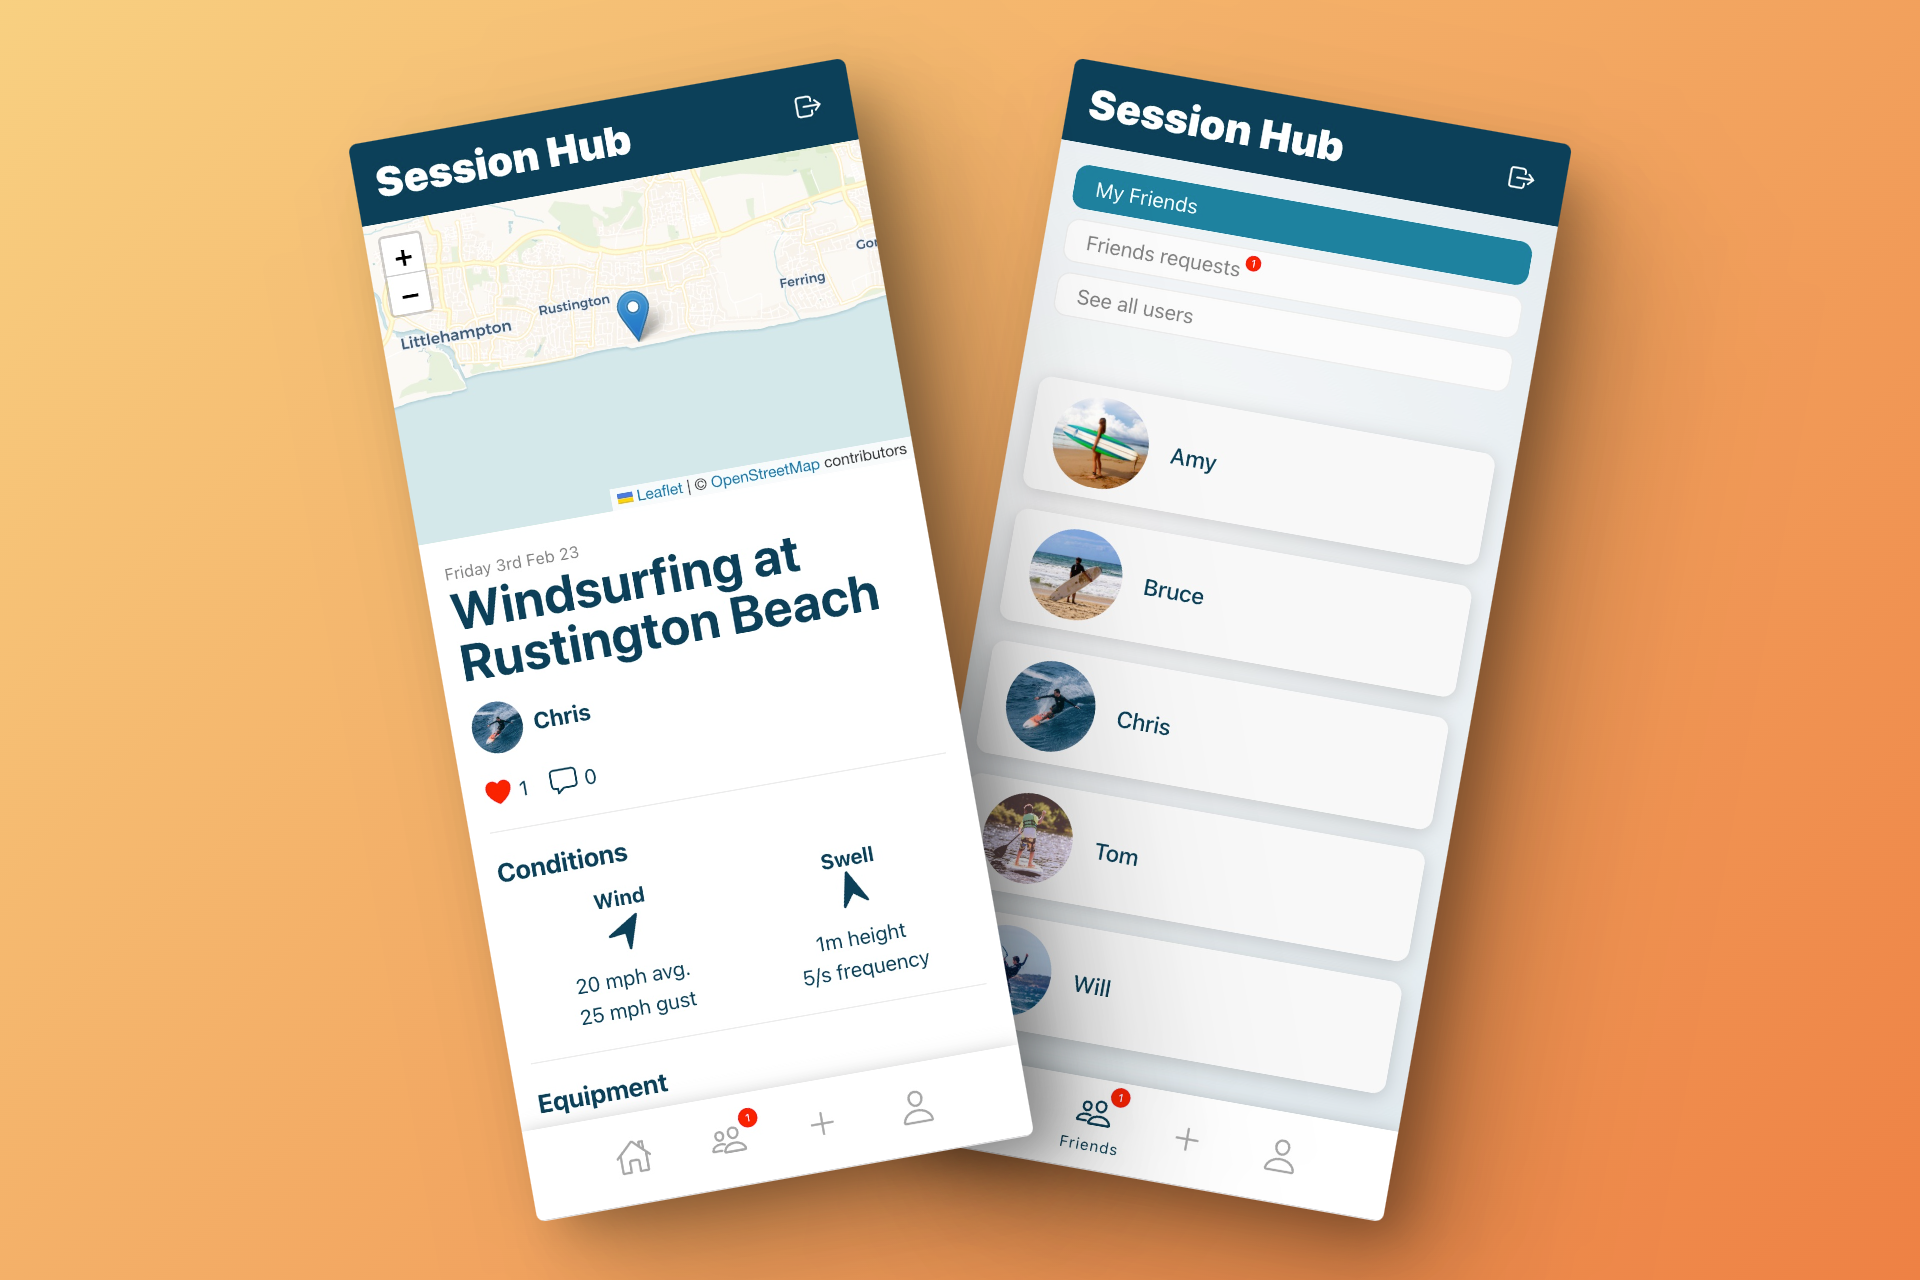 Session Hub
+
−
Littlehampton
Rustington
Ferring
Gor
Leaflet | © OpenStreetMap contributors
Friday 3rd Feb 23
Windsurfing at
Rustington Beach
Chris
1 0
Conditions
Wind
20 mph avg.
25 mph gust
Swell
1m height
5/s frequency
Equipment
1
Session Hub
My Friends
Friends requests 1
See all users
Amy
Bruce
Chris
Tom
Will
1
Friends